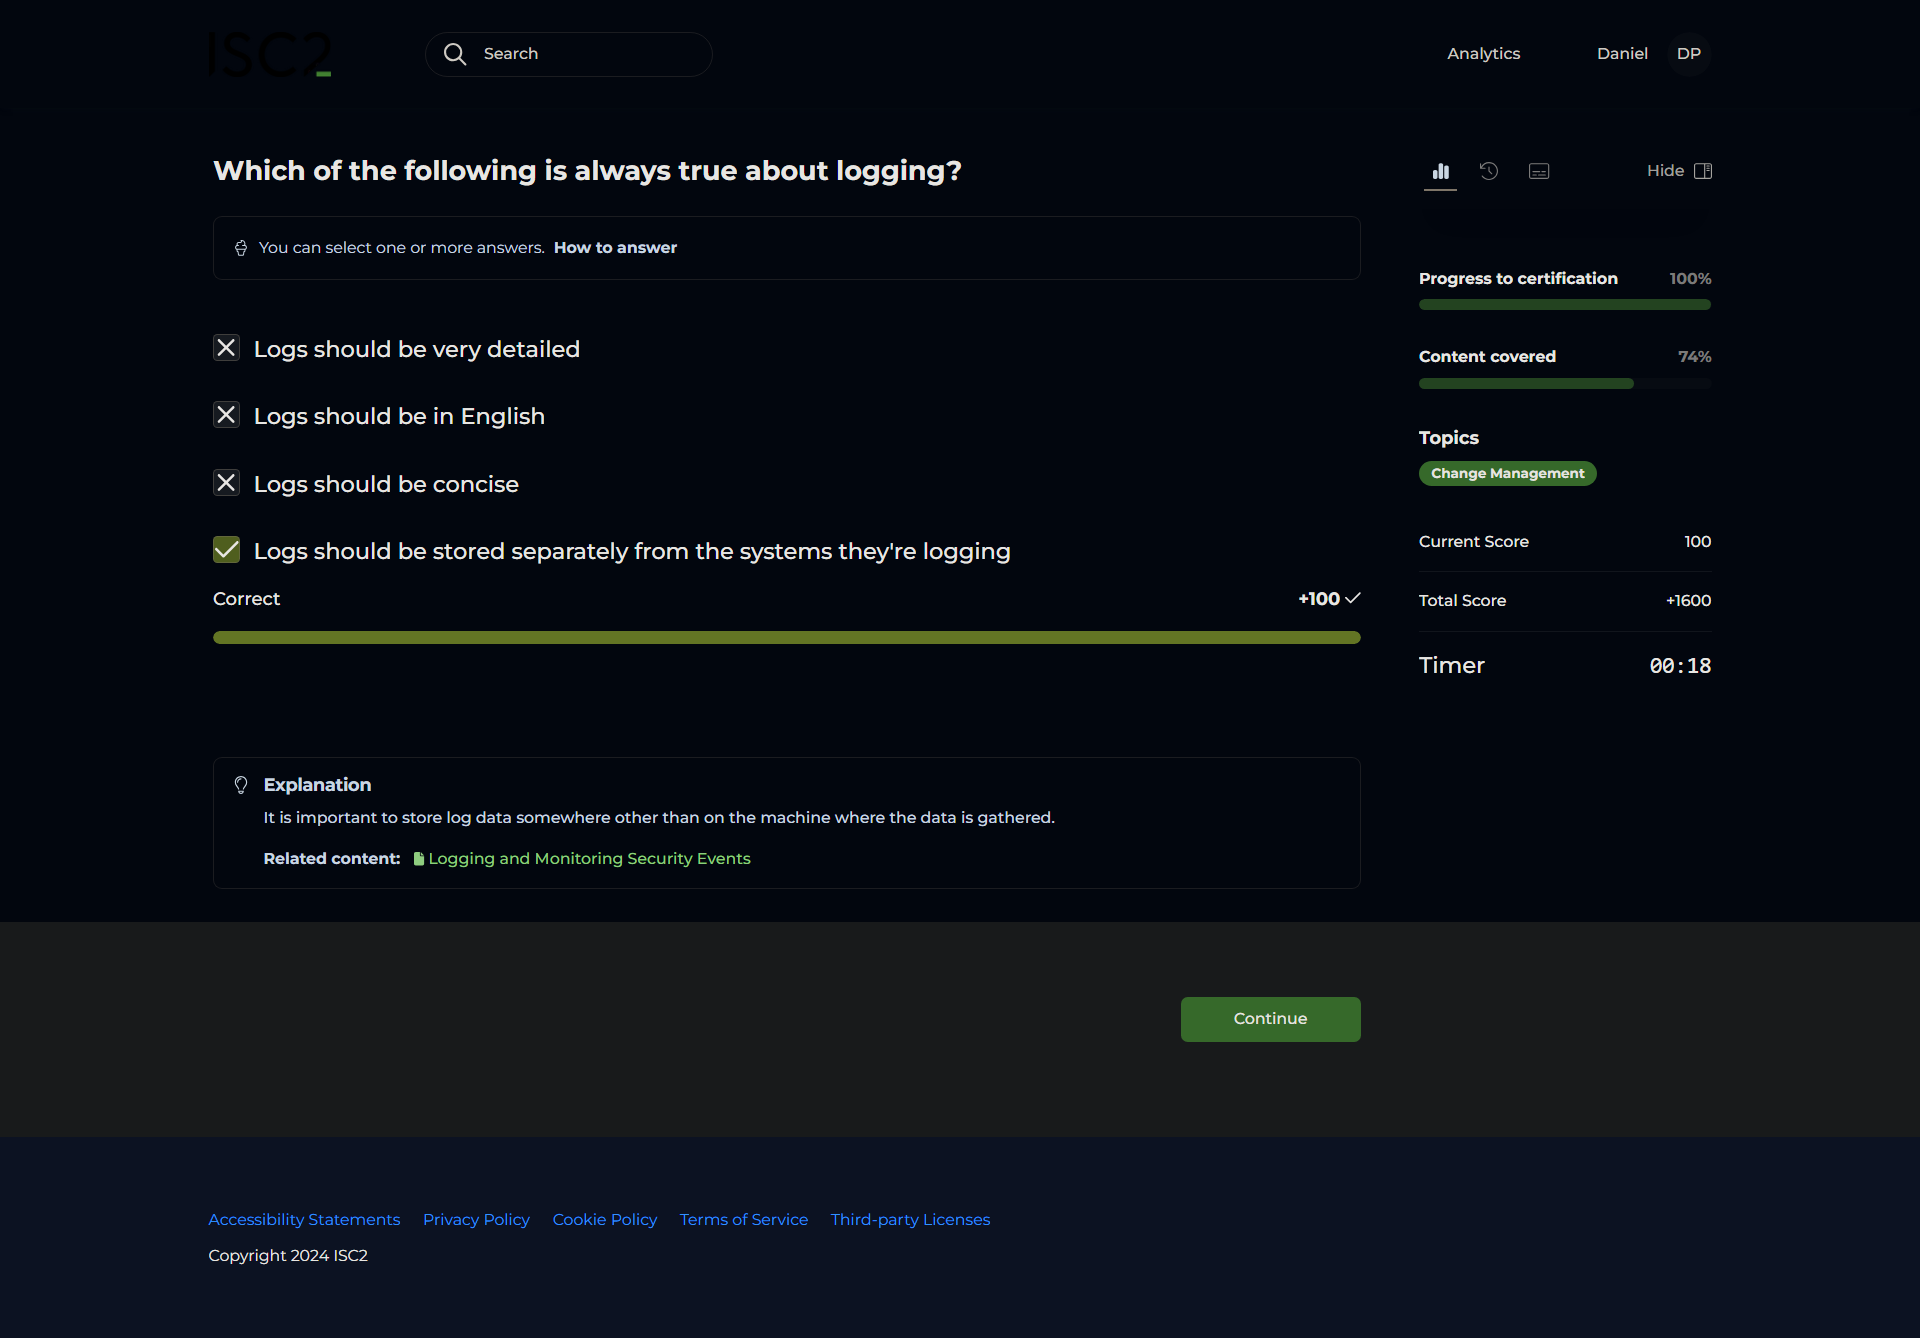 ISC2
Search
Analytics
Daniel
DP
Which of the following is always true about logging?
You can select one or more answers. How to answer
Logs should be very detailed
Logs should be in English
Logs should be concise
Logs should be stored separately from the systems they're logging
Correct
+100
Explanation
It is important to store log data somewhere other than on the machine where the data is gathered.
Related content: Logging and Monitoring Security Events
Hide
Progress to certification 100%
Content covered 74%
Topics
Change Management
Current Score 100
Total Score +1600
Timer 00:18
Continue
Accessibility Statements Privacy Policy Cookie Policy Terms of Service Third-party Licenses
Copyright 2024 ISC2